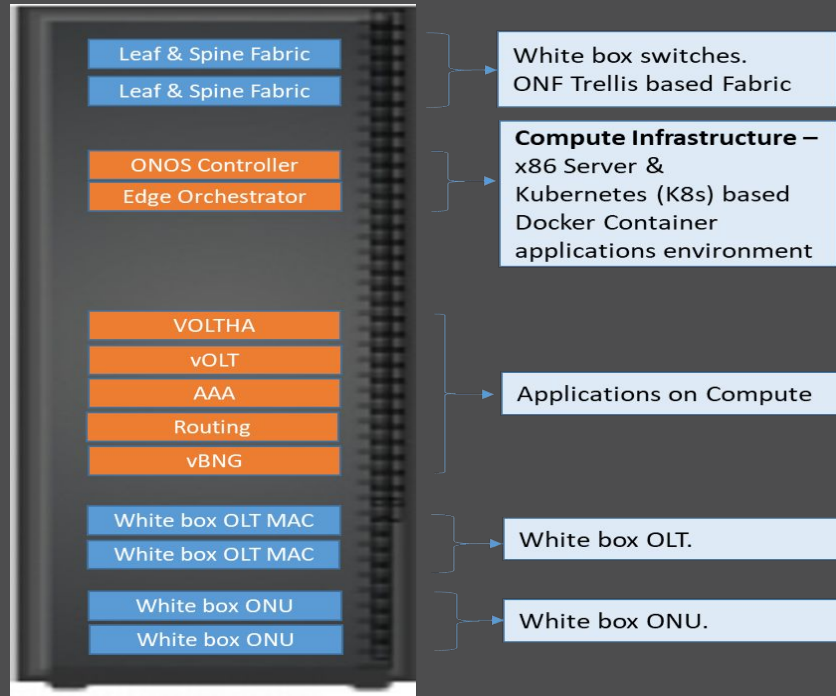 Leaf & Spine Fabric
Leaf & Spine Fabric
White box switches.
ONF Trellis based Fabric
ONOS Controller
Edge Orchestrator
Compute Infrastructure –
x86 Server &
Kubernetes (K8s) based
Docker Container
applications environment
VOLTHA
vOLT
AAA
Routing
vBNG
Applications on Compute
White box OLT MAC
White box OLT MAC
White box OLT.
White box ONU
White box ONU
White box ONU.